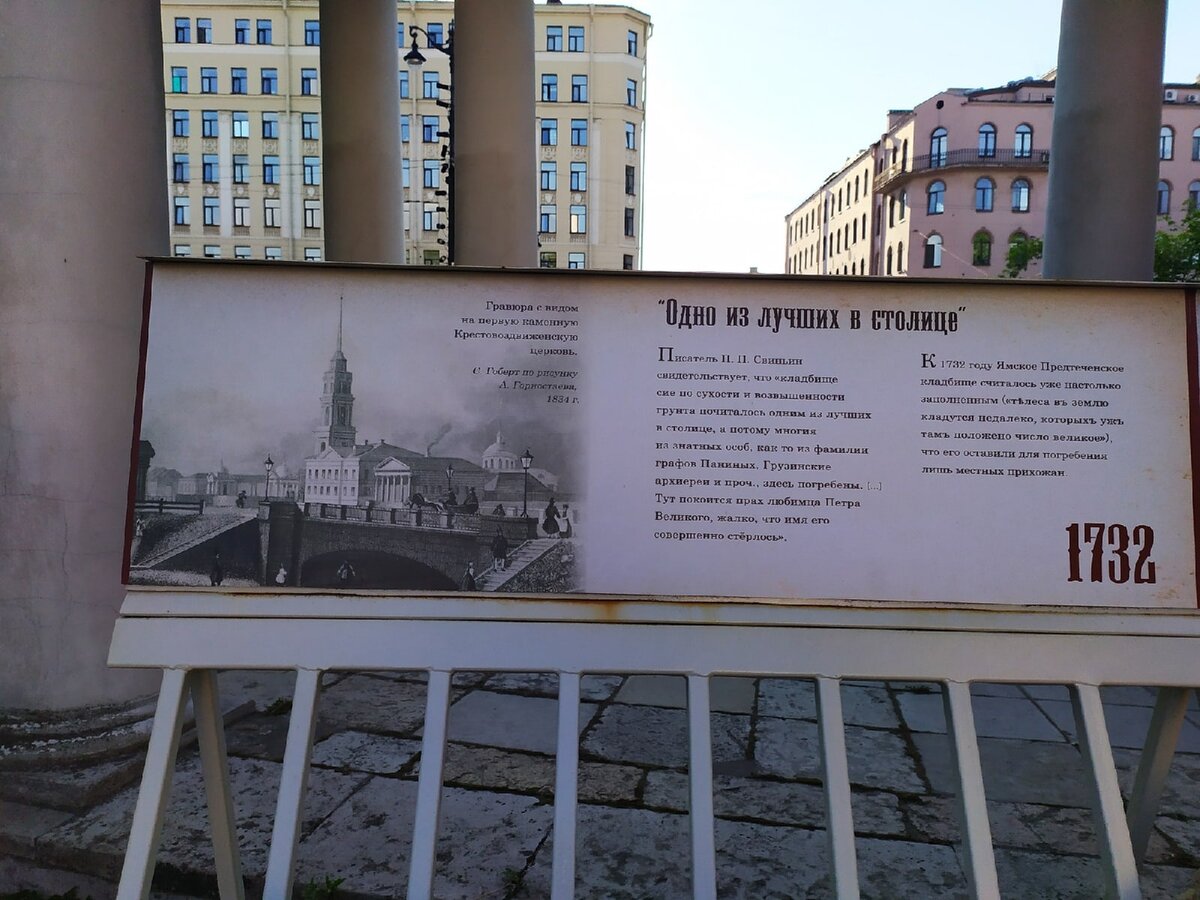 Гравюра с видом
на первую каменную
Крестовоздвиженскую
церковь.
С. Гоберт по рисунку
А. Горностаева,
1834 г.
"Одно из лучших в столице"
Писатель П. П. Свиньин
свидетельствует, что «кладбище
сие по сухости и возвышенности
грунта почиталось одним из лучших
в столице, а потому многия
из знатных особ, как то из фамилии
графов Паниных, Грузинские
архиереи и проч., здесь погребены. [...]
Тут покоится прах любимца Петра
Великого, жалко, что имя его
совершенно стёрлось».
К 1732 году Ямское Предтеченское
кладбище считалось уже настолько
заполненным («тѣлеса въ землю
кладутся недалеко, которыхъ ужъ
тамъ положено число великое»),
что его оставили для погребения
лишь местных прихожан.
1732